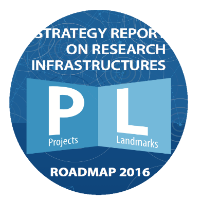 STRATEGY REPORT
ON RESEARCH
INFRASTRUCTURES
P L
Projects Landmarks
ROADMAP 2016